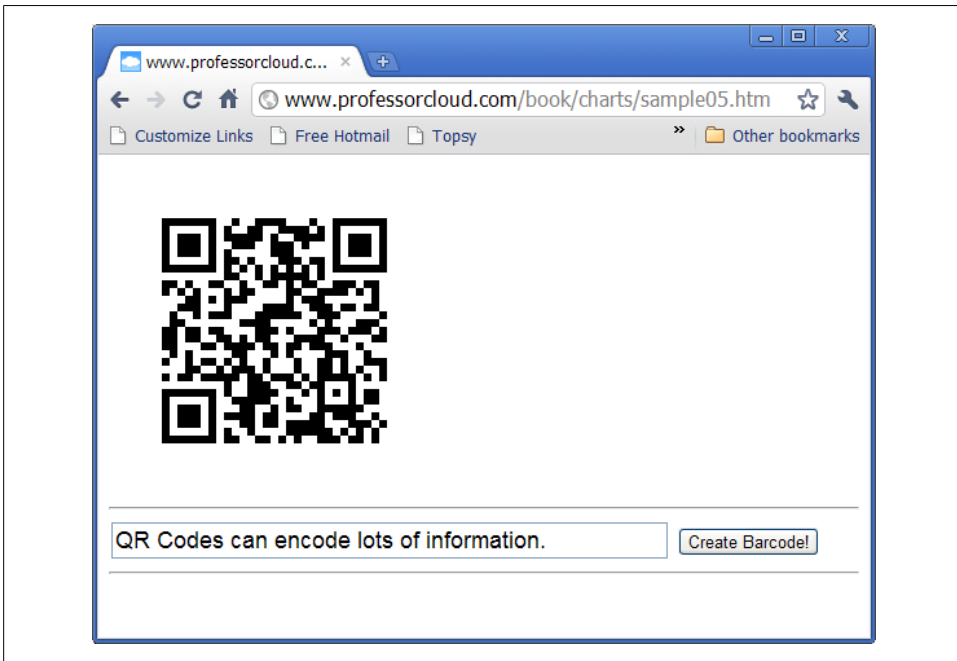 www.professorcloud.c...
www.professorcloud.com/book/charts/sample05.htm
Customize Links Free Hotmail Topsy » Other bookmarks
QR Codes can encode lots of information. Create Barcode!